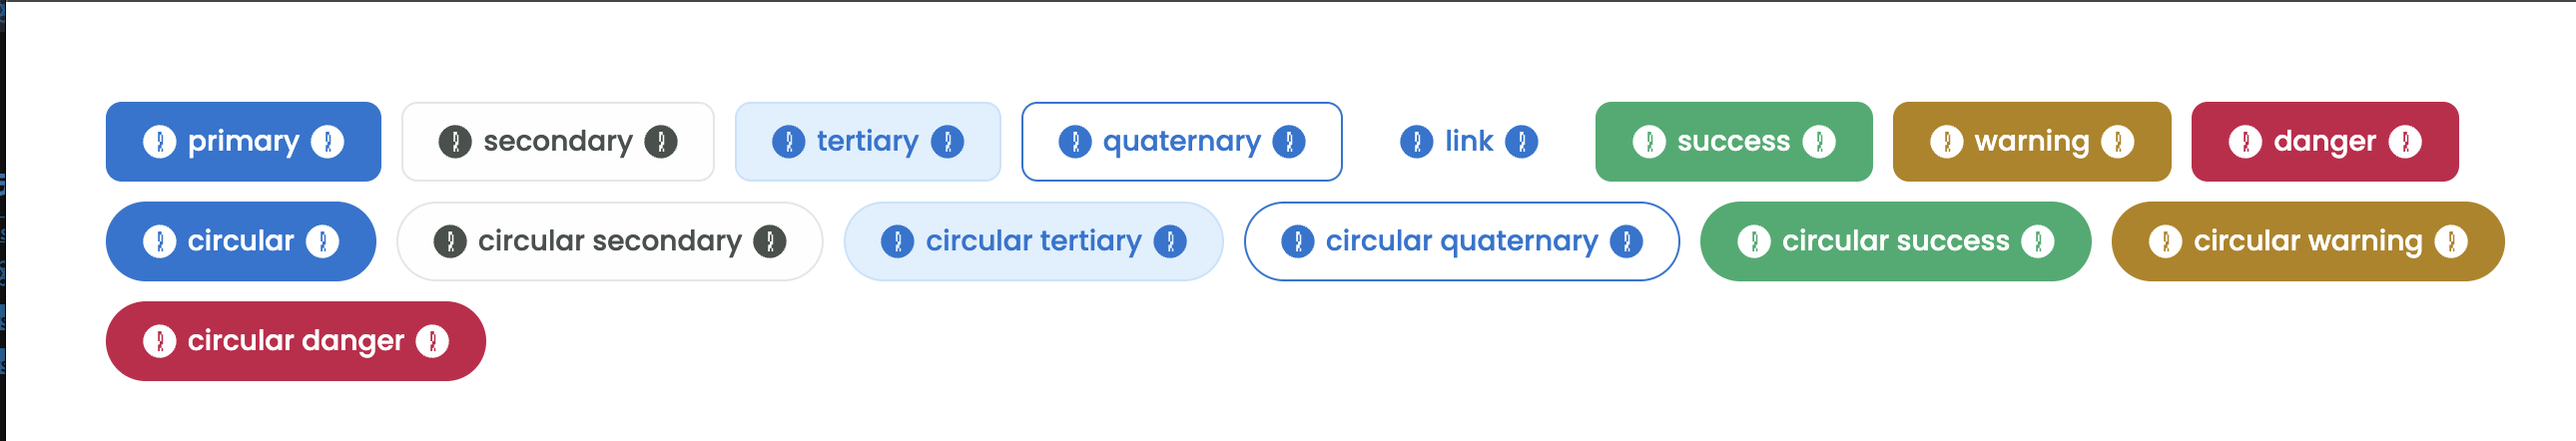 primary secondary tertiary quaternary link success warning danger
circular circular secondary circular tertiary circular quaternary circular success circular warning
circular danger